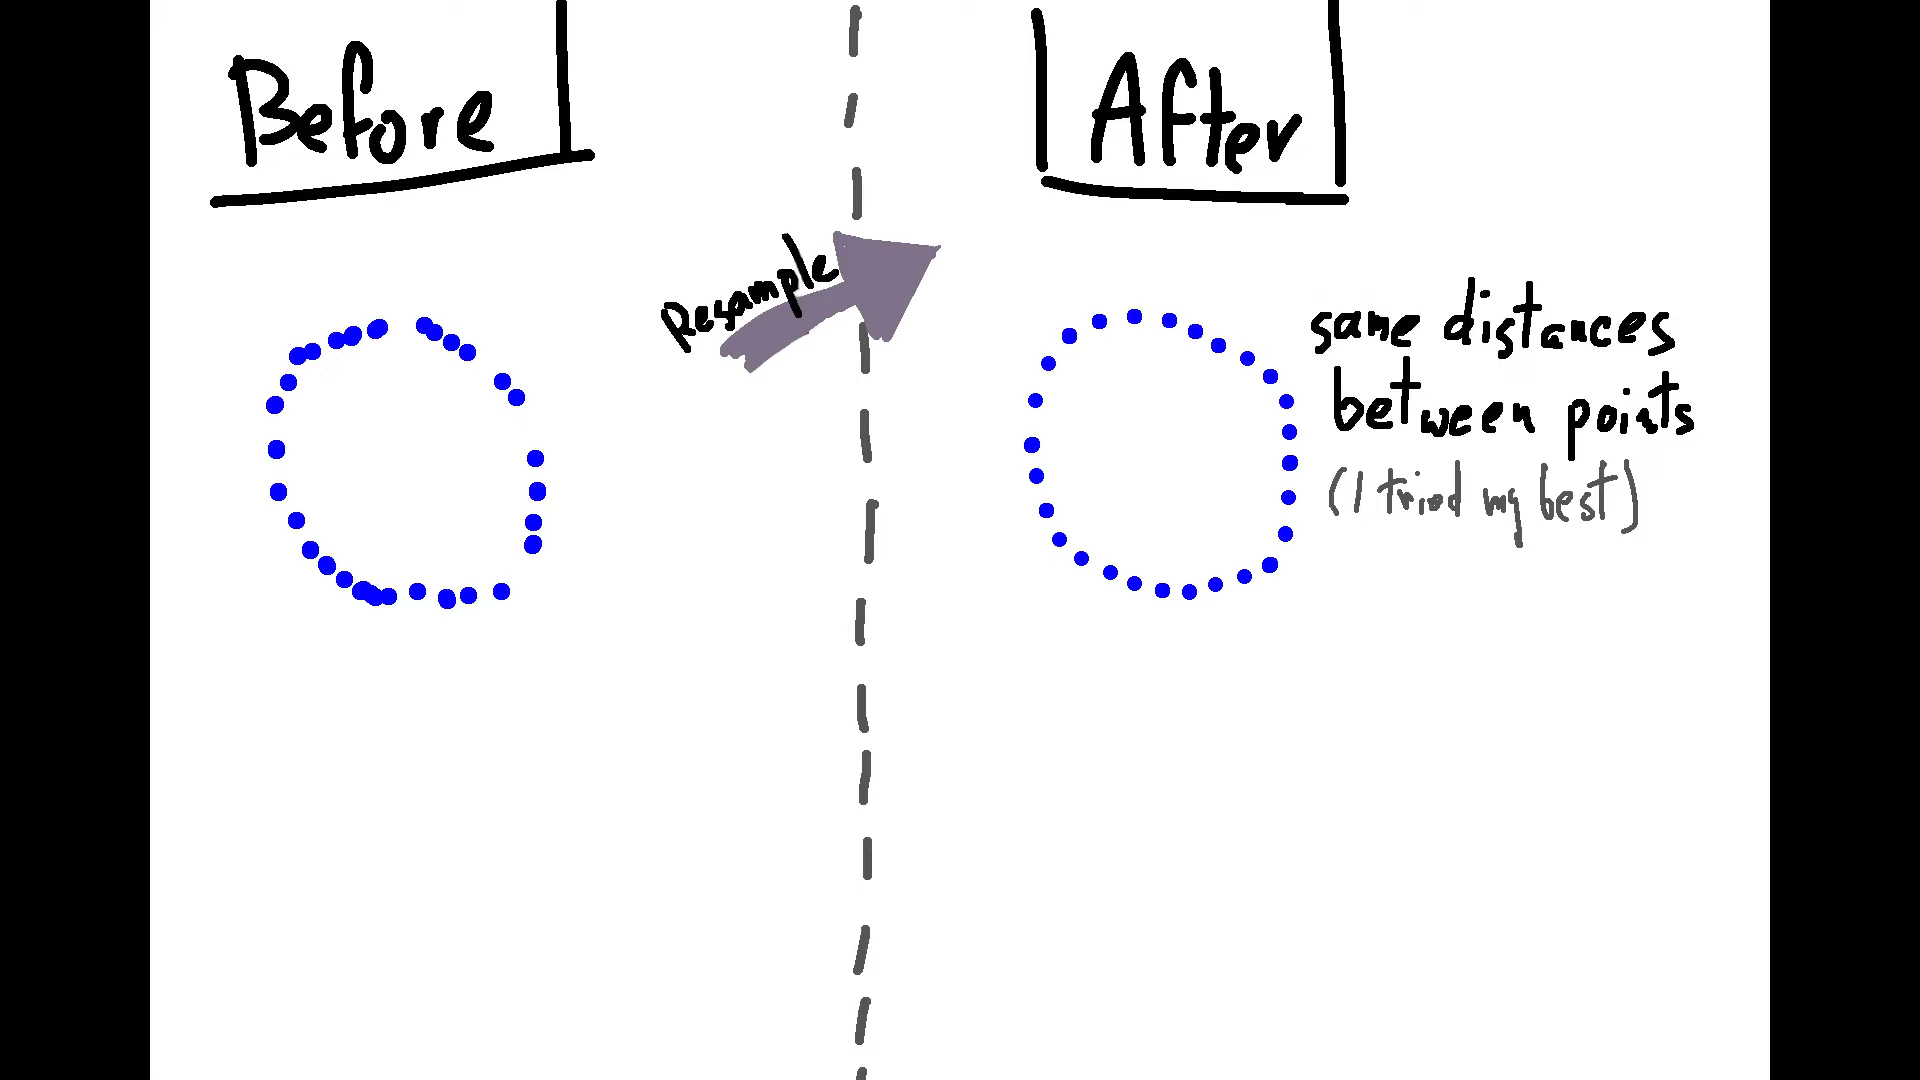 Before
After
Resample
same distances
between points
(I tried my best)